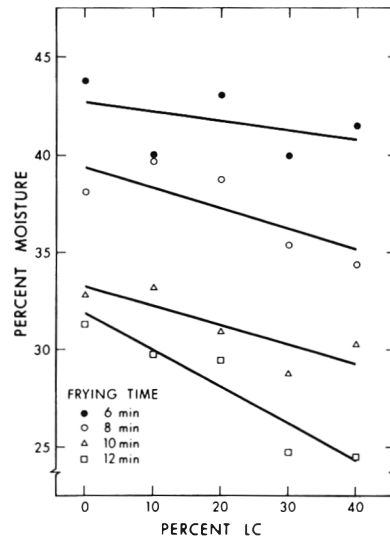 45
40
35
30
25
PERCENT MOISTURE
FRYING TIME
● 6 min
○ 8 min
△ 10 min
□ 12 min
0 10 20 30 40
PERCENT LC